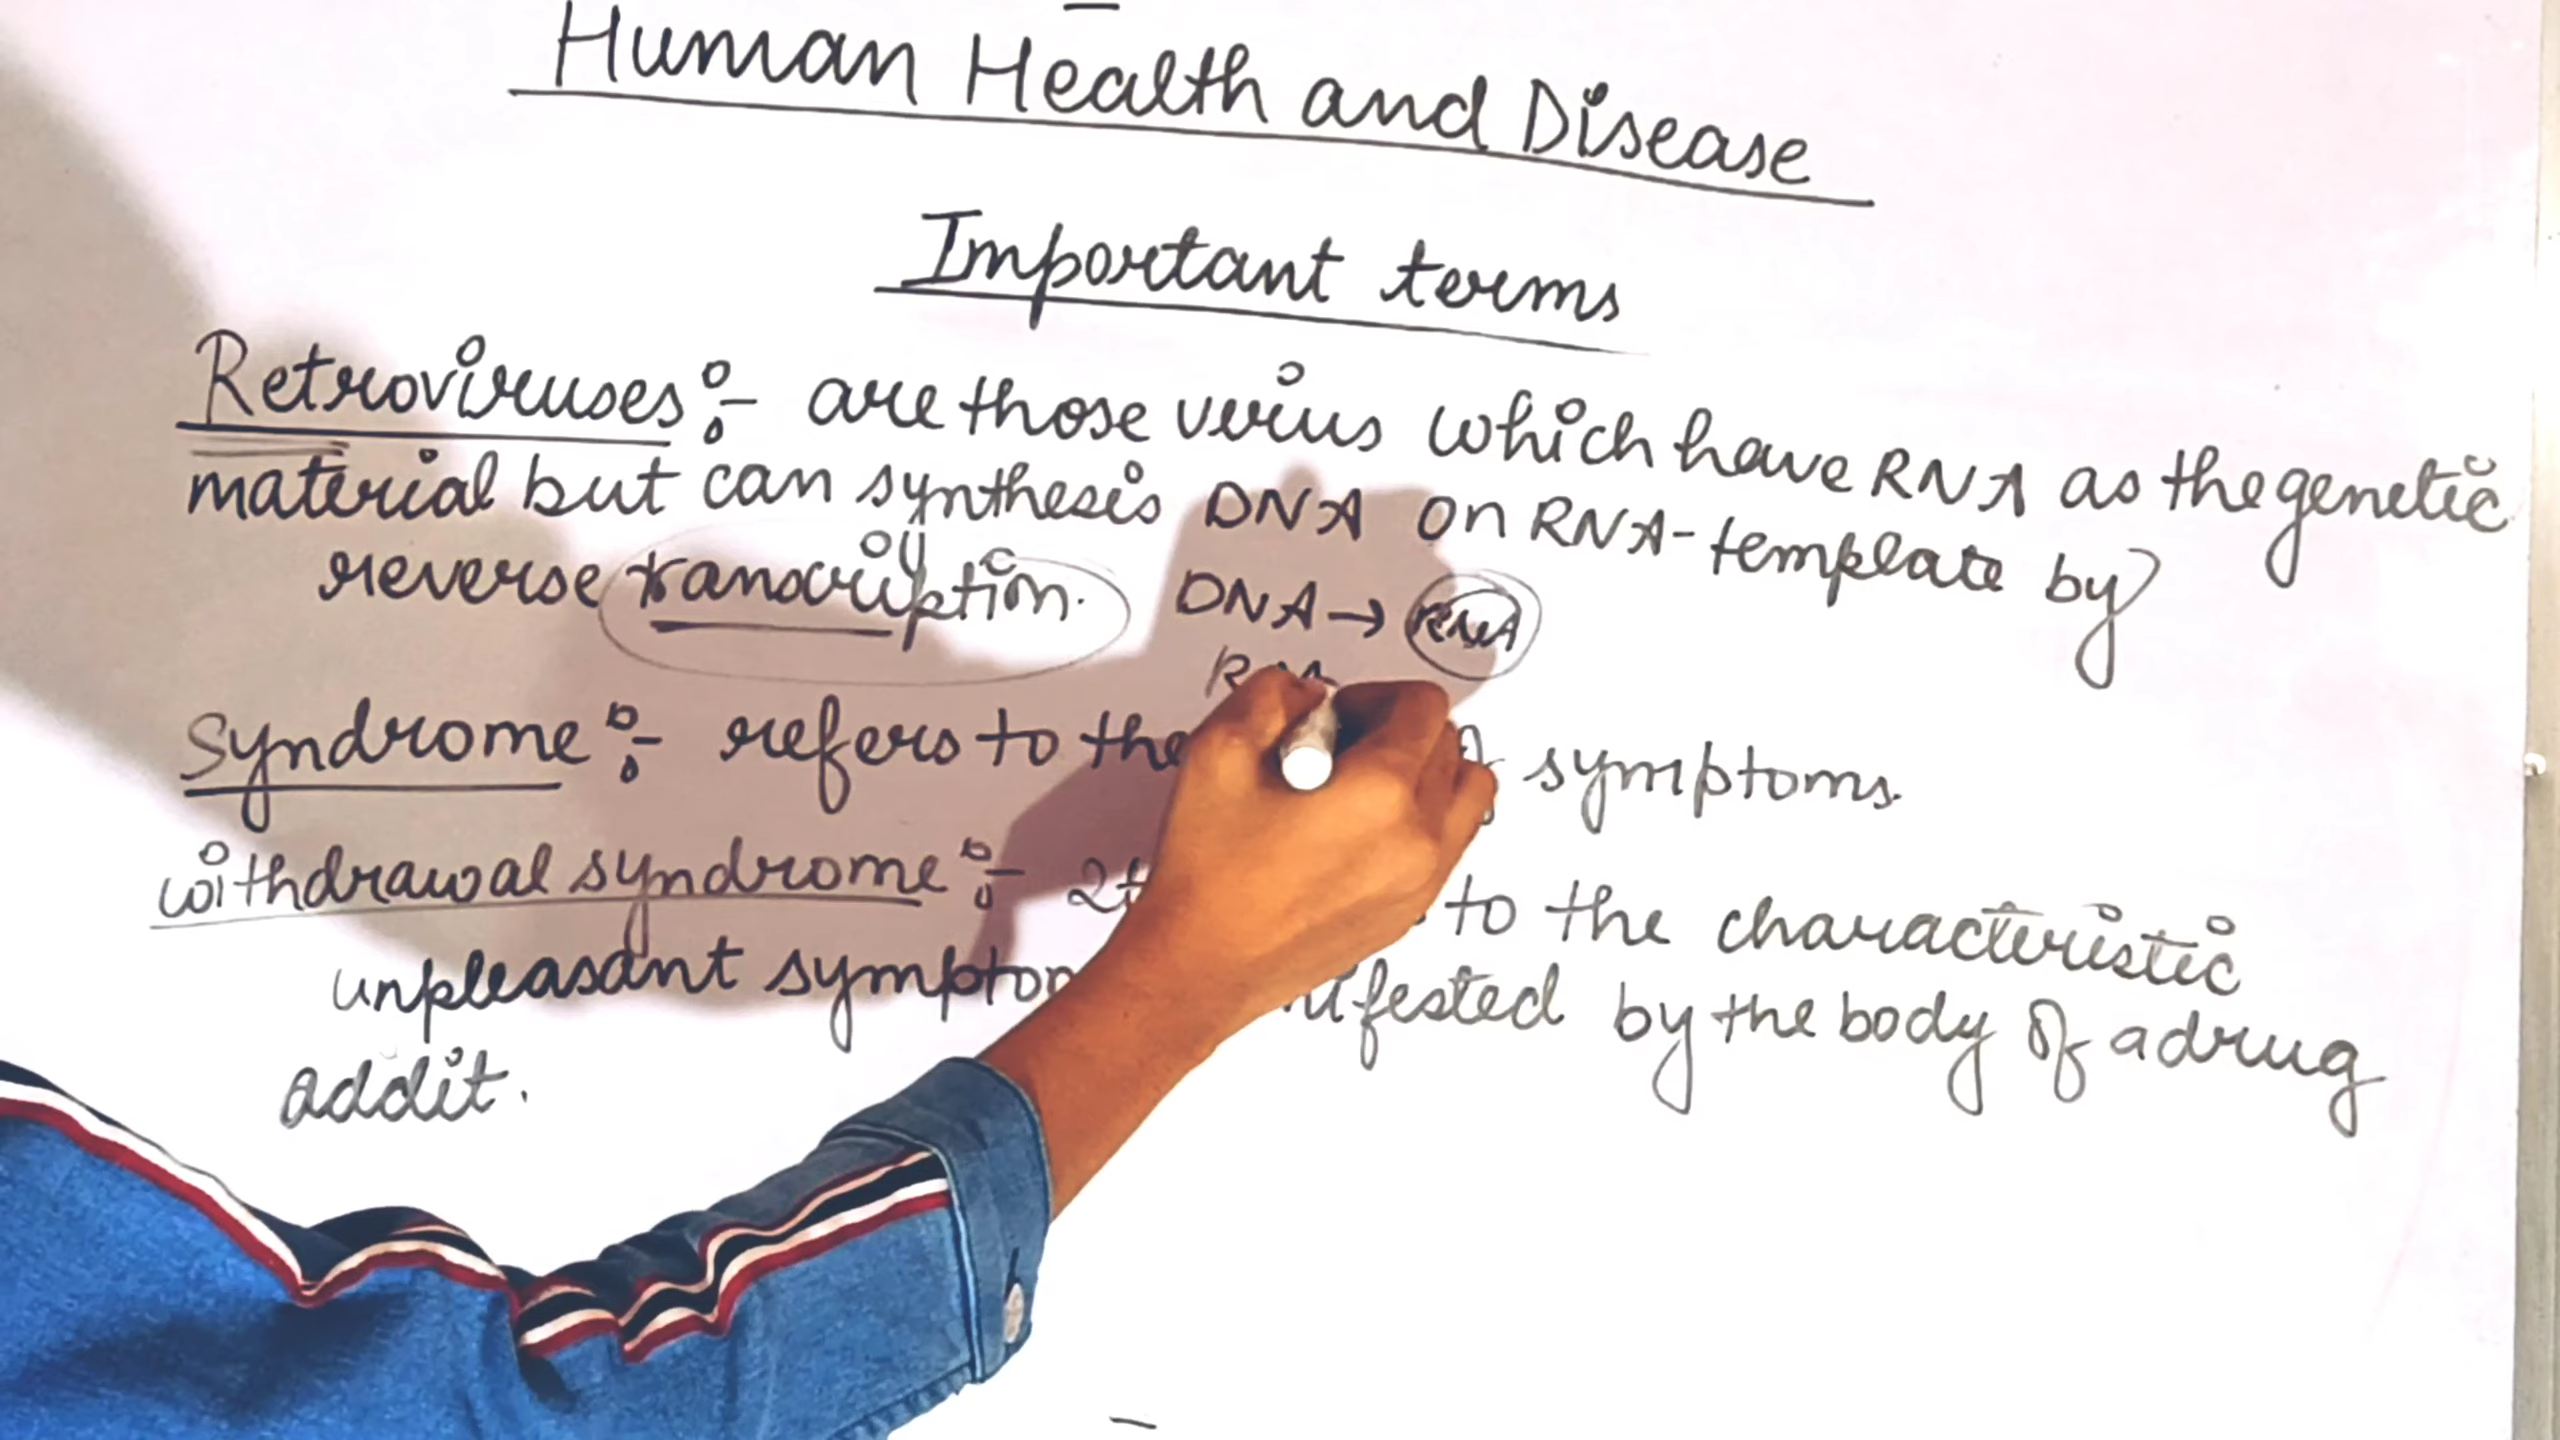 Human Health and Disease
Important terms
Retroviruses:- are those virus which have RNA as the genetic
material but can synthesis DNA on RNA-template by
reverse transcription.
DNA → RNA
Syndrome:- refers to the symptoms.
withdrawal syndrome:- to the characteristic
unpleasant symptom by the body of a drug
addit.